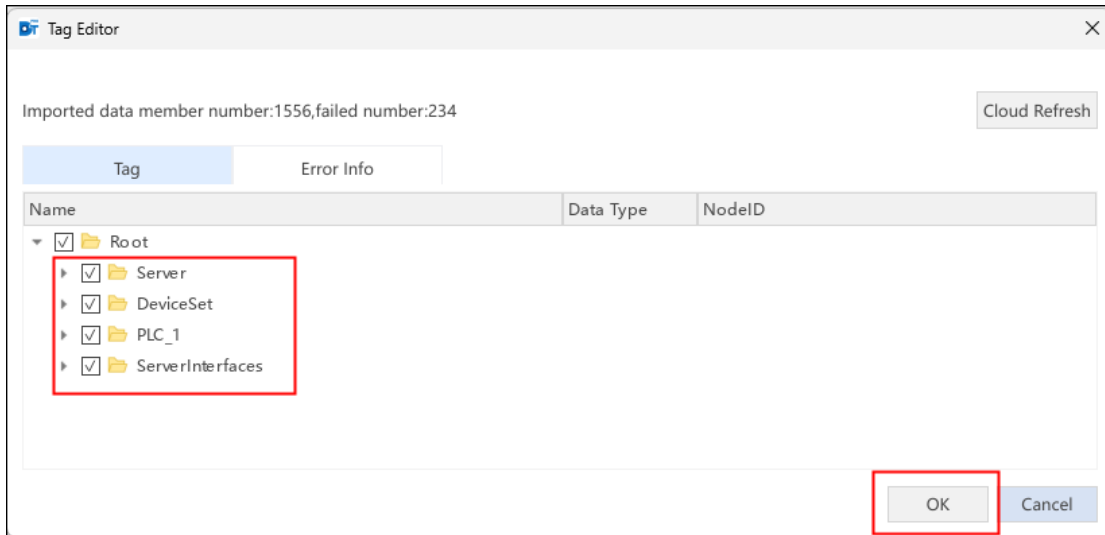 Tag Editor
Imported data member number:1556,failed number:234
Cloud Refresh
Tag Error Info
Name Data Type NodeID
Root
Server
DeviceSet
PLC_1
ServerInterfaces
OK Cancel